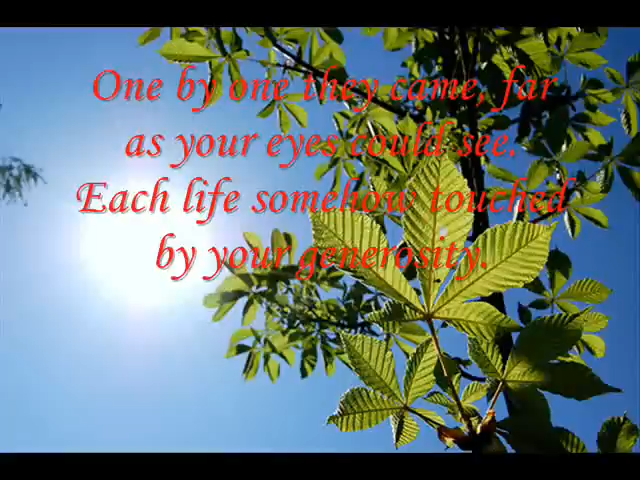 One by one they came, far
as your eyes could see.
Each life somehow touched
by your generosity.